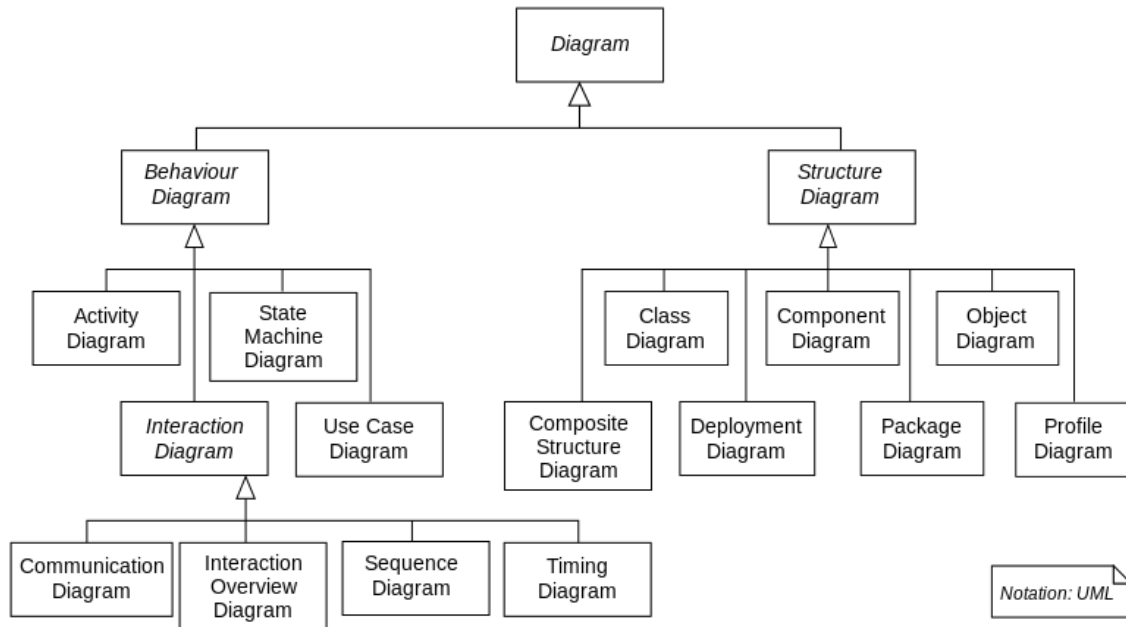 Diagram
Behaviour
Diagram
Structure
Diagram
Activity
Diagram
State
Machine
Diagram
Class
Diagram
Component
Diagram
Object
Diagram
Interaction
Diagram
Use Case
Diagram
Composite
Structure
Diagram
Deployment
Diagram
Package
Diagram
Profile
Diagram
Communication
Diagram
Interaction
Overview
Diagram
Sequence
Diagram
Timing
Diagram
Notation: UML